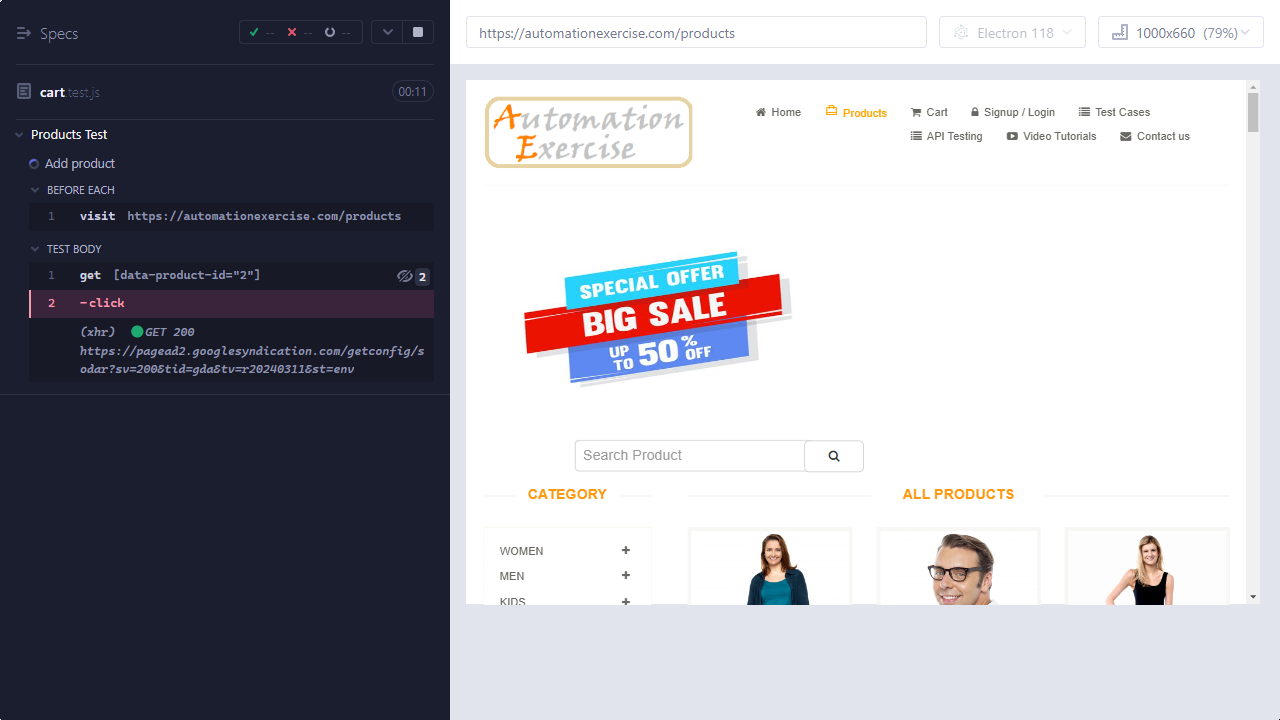 Specs
--
--
--
cart.test.js
00:11
Products Test
Add product
BEFORE EACH
1 visit https://automationexercise.com/products
TEST BODY
1 get [data-product-id="2"] 2
2 -click
(xhr) GET 200
https://pagead2.googlesyndication.com/getconfig/s
odar?sv=200&tid=gda&tv=r20240311&st=env
https://automationexercise.com/products
Electron 118
1000x660 (79%)
Automation
Exercise
Home
Products
Cart
Signup / Login
Test Cases
API Testing
Video Tutorials
Contact us
SPECIAL OFFER
BIG SALE
UP TO 50% OFF
Search Product
CATEGORY
ALL PRODUCTS
WOMEN +
MEN +
KIDS +